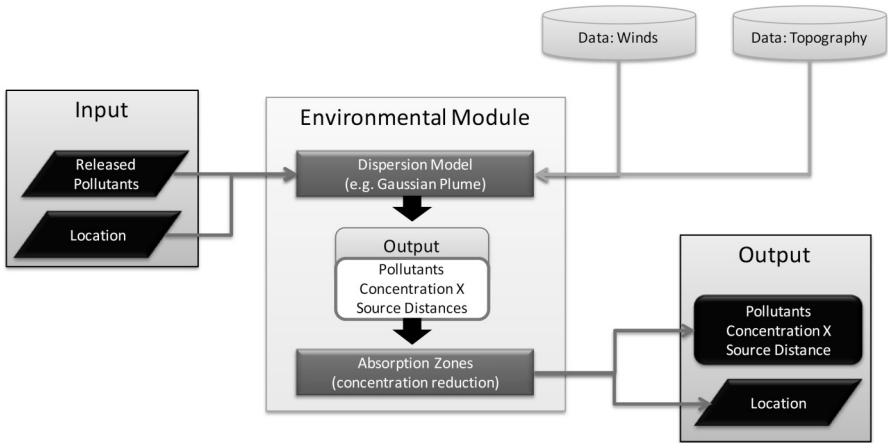 Data: Winds
Data: Topography
Input
Released
Pollutants
Location
Environmental Module
Dispersion Model
(e.g. Gaussian Plume)
Output
Pollutants
Concentration X
Source Distances
Absorption Zones
(concentration reduction)
Output
Pollutants
Concentration X
Source Distance
Location